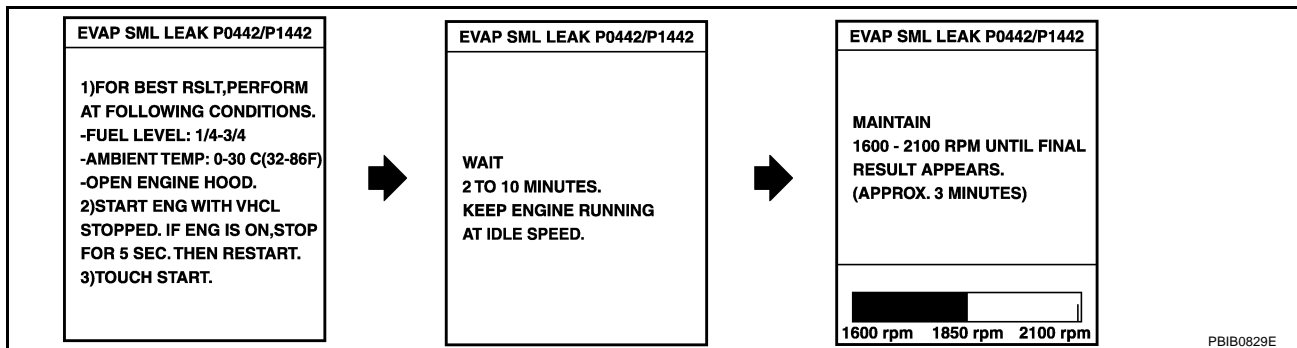 EVAP SML LEAK P0442/P1442
1)FOR BEST RSLT,PERFORM
AT FOLLOWING CONDITIONS.
-FUEL LEVEL: 1/4-3/4
-AMBIENT TEMP: 0-30 C(32-86F)
-OPEN ENGINE HOOD.
2)START ENG WITH VHCL
STOPPED. IF ENG IS ON,STOP
FOR 5 SEC. THEN RESTART.
3)TOUCH START.
EVAP SML LEAK P0442/P1442
WAIT
2 TO 10 MINUTES.
KEEP ENGINE RUNNING
AT IDLE SPEED.
EVAP SML LEAK P0442/P1442
MAINTAIN
1600 - 2100 RPM UNTIL FINAL
RESULT APPEARS.
(APPROX. 3 MINUTES)
1600 rpm 1850 rpm 2100 rpm
PBIB0829E